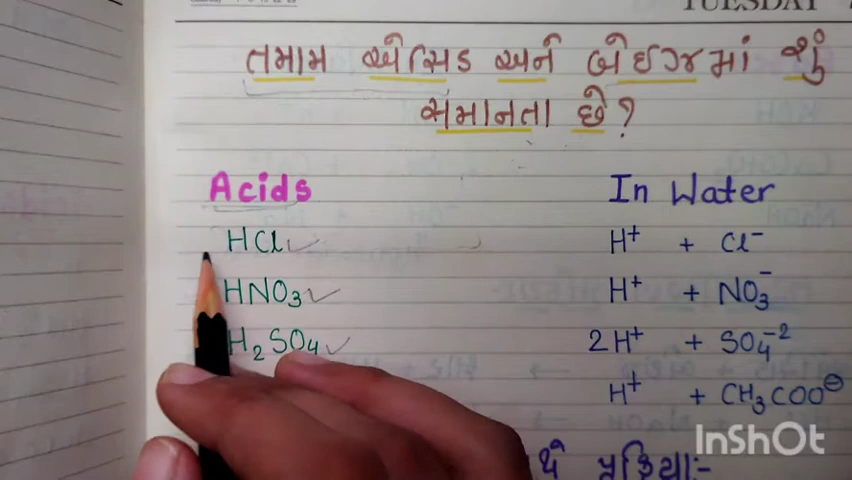 TUESDAY
તમામ એસિડ અને બેઇઝમાં શું
સમાનતા છે?
Acids In Water
HCl H⁺ + Cl⁻
HNO₃ H⁺ + NO₃⁻
H₂SO₄ 2H⁺ + SO₄⁻²
H⁺ + CH₃COO⊖
પ્રક્રિયા:-
InShOt